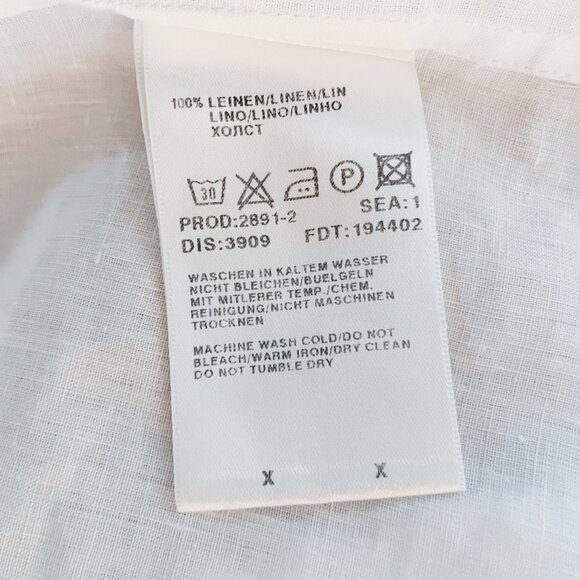 100% LEINEN/LINEN/LIN
LINO/LINO/LINHO
ХОЛСТ
30 P
PROD:2891-2 SEA:1
DIS:3909 FDT:194402
WASCHEN IN KALTEM WASSER
NICHT BLEICHEN/BUELGELN
MIT MITLERER TEMP./CHEM.
REINIGUNG/NICHT MASCHINEN
TROCKNEN
MACHINE WASH COLD/DO NOT
BLEACH/WARM IRON/DRY CLEAN
DO NOT TUMBLE DRY
X X